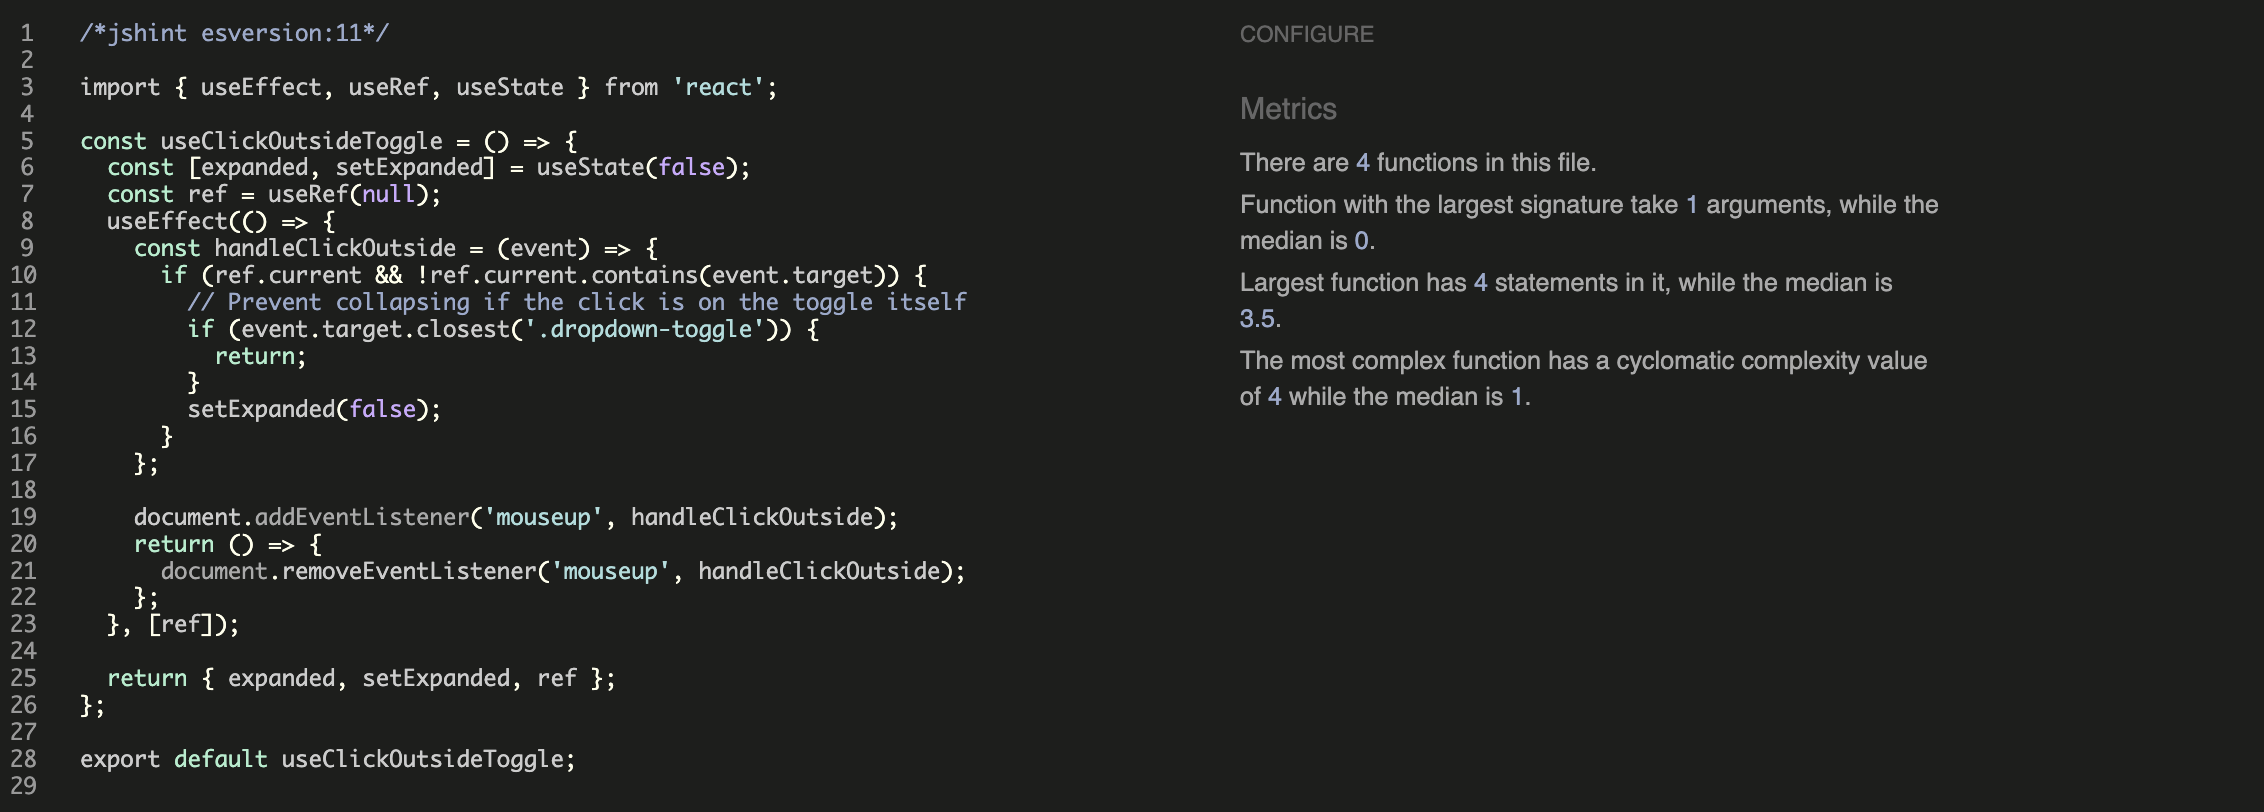 1 /*jshint esversion:11*/
2
3 import { useEffect, useRef, useState } from 'react';
4
5 const useClickOutsideToggle = () => {
6   const [expanded, setExpanded] = useState(false);
7   const ref = useRef(null);
8   useEffect(() => {
9     const handleClickOutside = (event) => {
10       if (ref.current && !ref.current.contains(event.target)) {
11         // Prevent collapsing if the click is on the toggle itself
12         if (event.target.closest('.dropdown-toggle')) {
13           return;
14         }
15         setExpanded(false);
16       }
17     };
18
19     document.addEventListener('mouseup', handleClickOutside);
20     return () => {
21       document.removeEventListener('mouseup', handleClickOutside);
22     };
23   }, [ref]);
24
25   return { expanded, setExpanded, ref };
26 };
27
28 export default useClickOutsideToggle;
29
CONFIGURE
Metrics
There are 4 functions in this file.
Function with the largest signature take 1 arguments, while the
median is 0.
Largest function has 4 statements in it, while the median is
3.5.
The most complex function has a cyclomatic complexity value
of 4 while the median is 1.